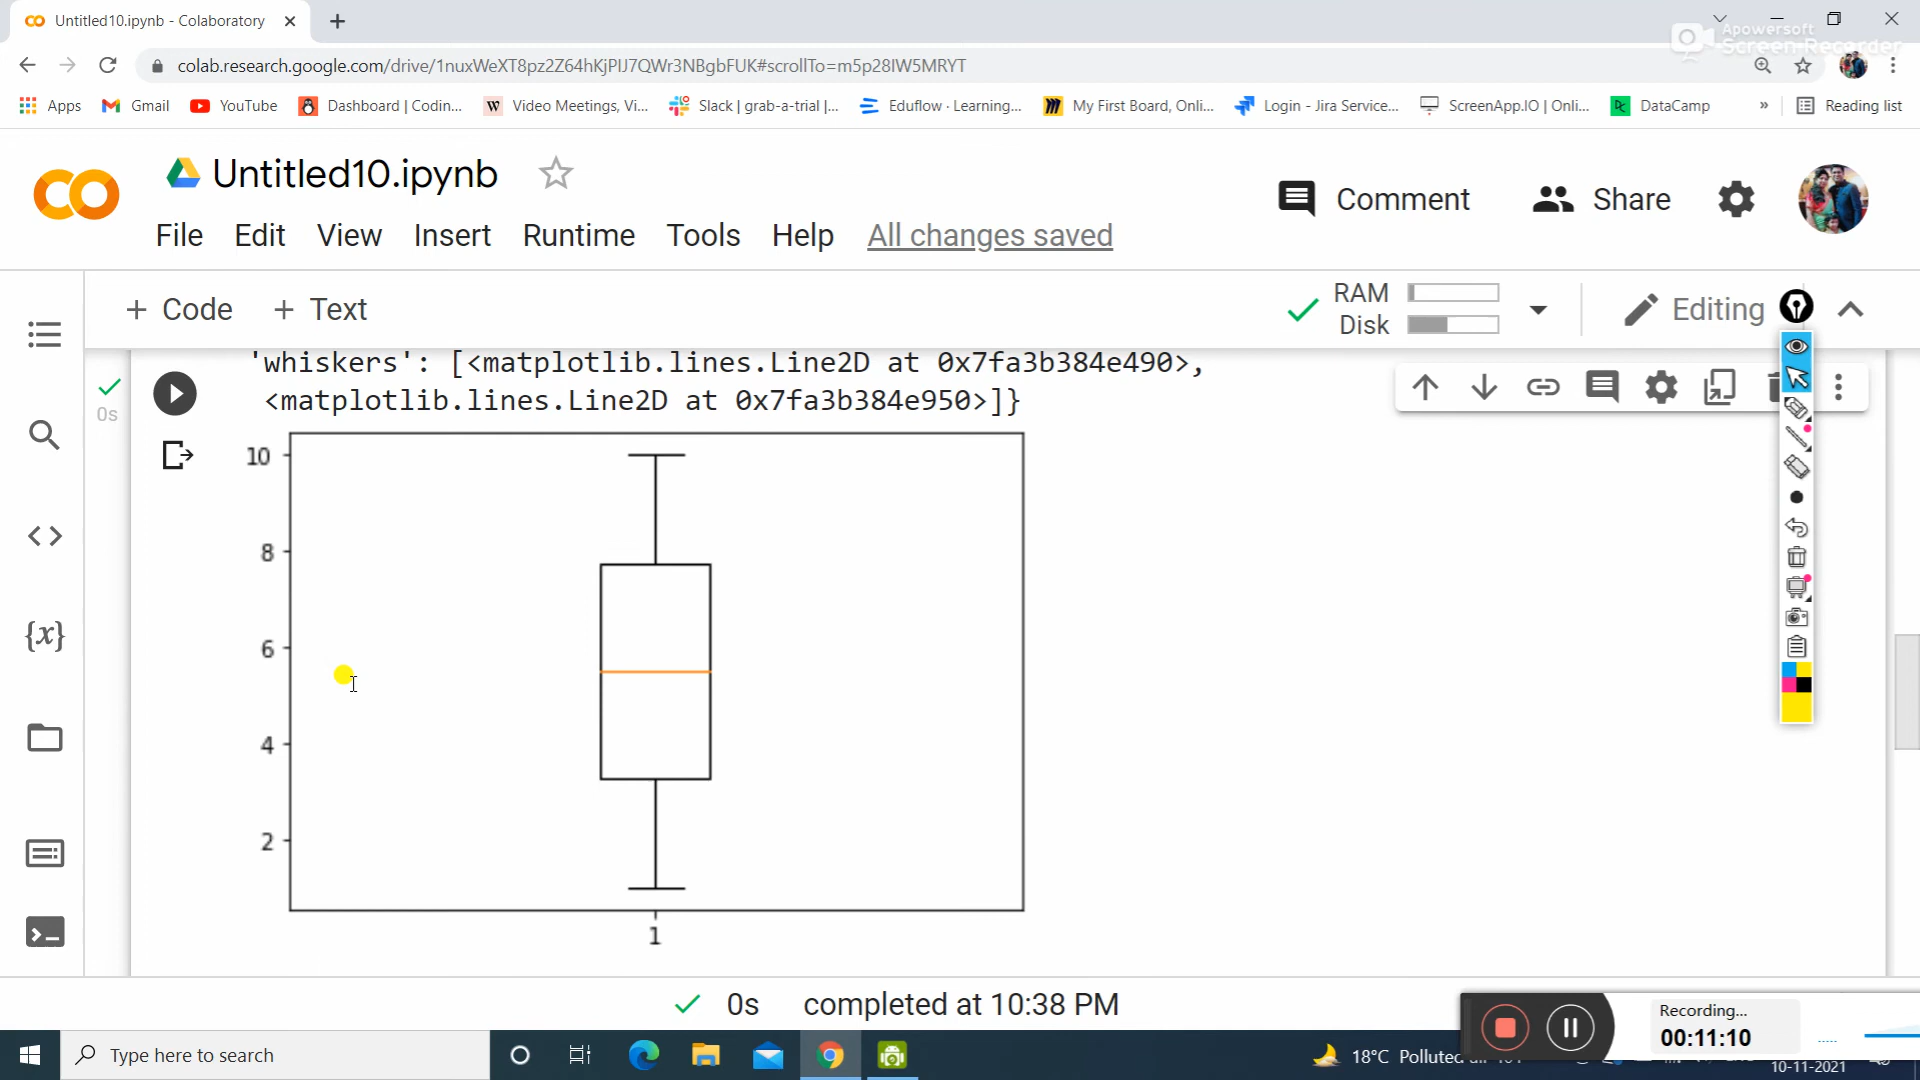 Untitled10.ipynb - Colaboratory
Apowersoft
Screen Recorder
colab.research.google.com/drive/1nuxWeXT8pz2Z64hKjPIJ7QWr3NBgbFUK#scrollTo=m5p28IW5MRYT
Apps Gmail YouTube Dashboard | Codin... Video Meetings, Vi... Slack | grab-a-trial |... Eduflow · Learning... My First Board, Onli... Login - Jira Service... ScreenApp.IO | Onli... DataCamp » Reading list
Untitled10.ipynb
Comment Share
File Edit View Insert Runtime Tools Help All changes saved
+ Code + Text
RAM
Disk
Editing
'whiskers': [<matplotlib.lines.Line2D at 0x7fa3b384e490>,
<matplotlib.lines.Line2D at 0x7fa3b384e950>]}
0s
10
8
6
4
2
1
0s completed at 10:38 PM
Recording...
00:11:10
Type here to search
18°C Polluted
10-11-2021